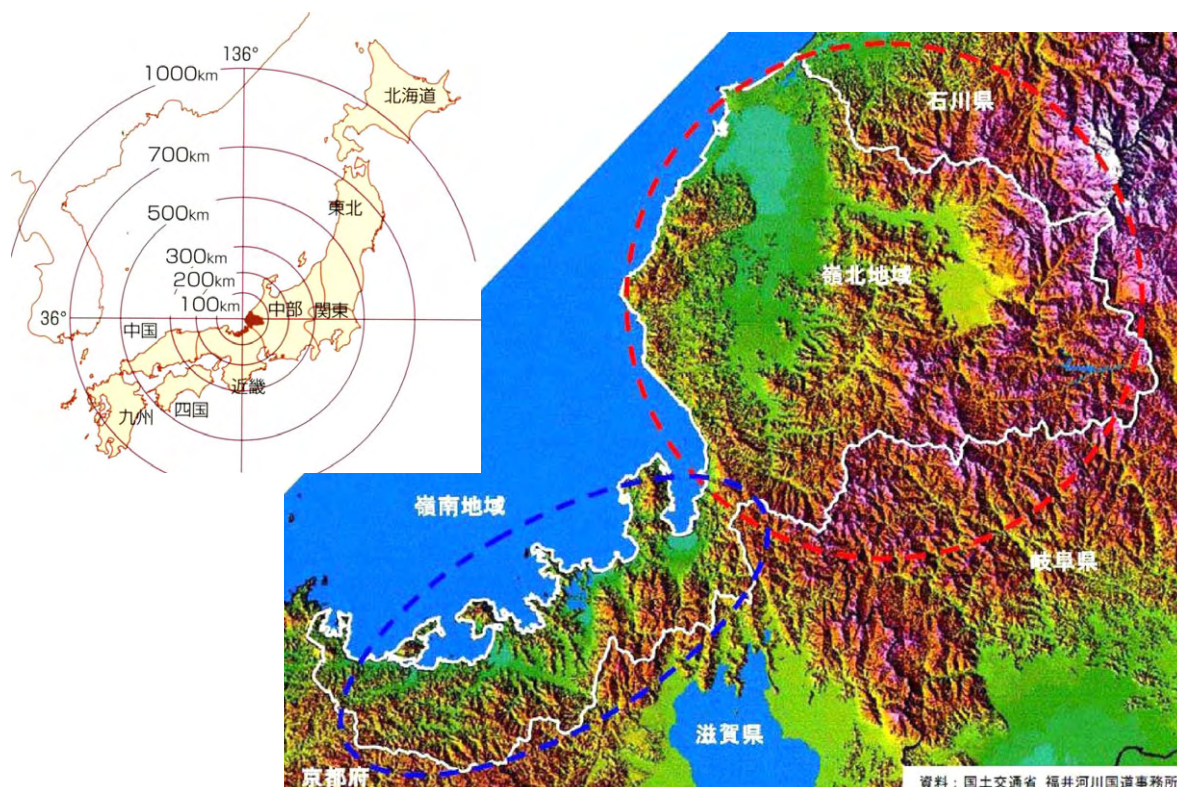 136°
1000km
700km
500km
300km
200km
100km
36°
北海道
東北
中部
関東
中国
近畿
四国
九州
石川県
嶺北地域
嶺南地域
岐阜県
滋賀県
京都府
資料：国土交通省 福井河川国道事務所